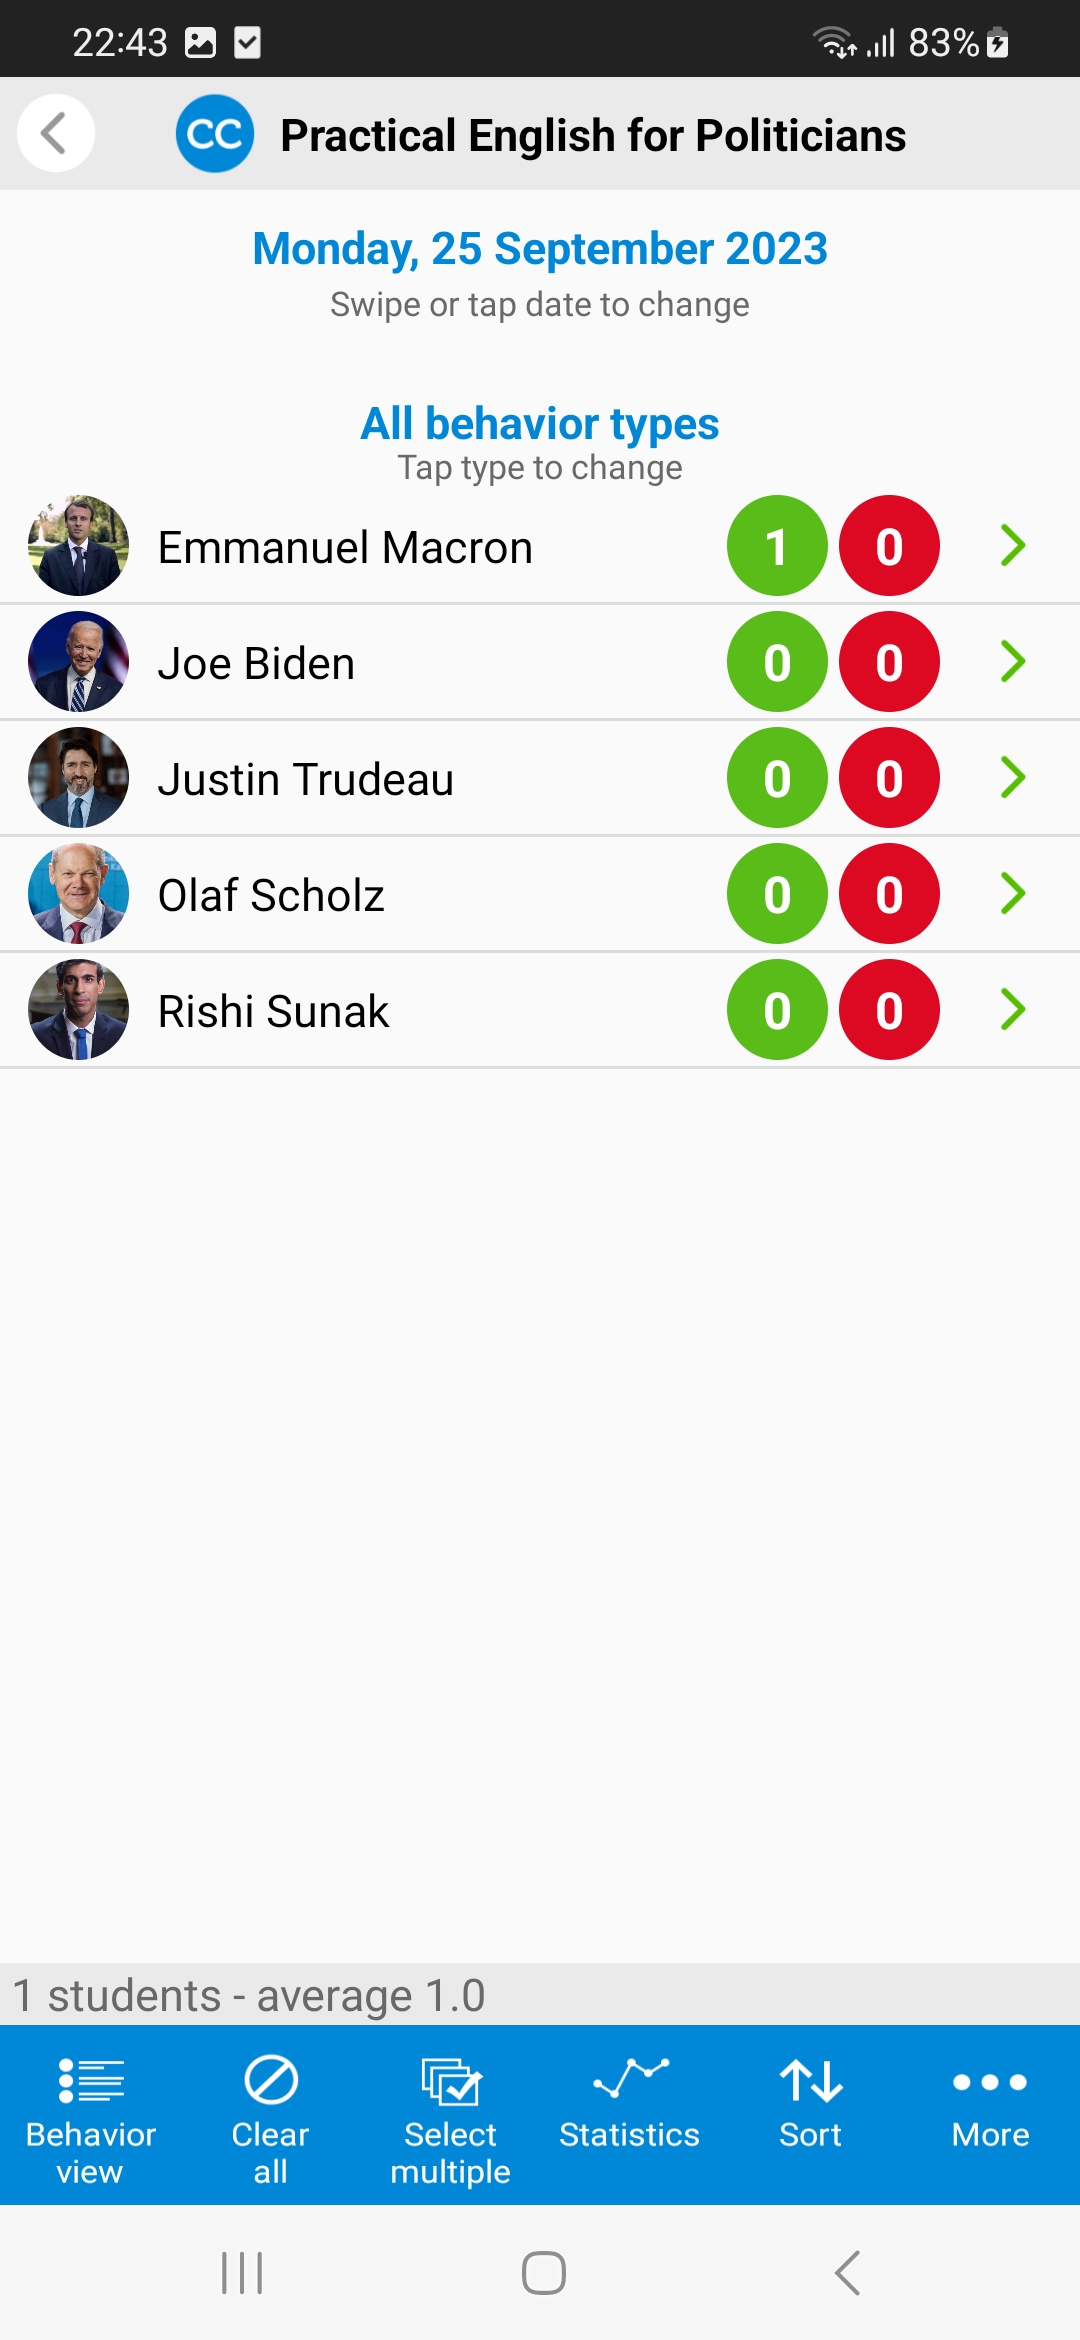 22:43 83%
CC Practical English for Politicians
Monday, 25 September 2023
Swipe or tap date to change
All behavior types
Tap type to change
Emmanuel Macron 1 0
Joe Biden 0 0
Justin Trudeau 0 0
Olaf Scholz 0 0
Rishi Sunak 0 0
1 students - average 1.0
Behavior view
Clear all
Select multiple
Statistics
Sort
More